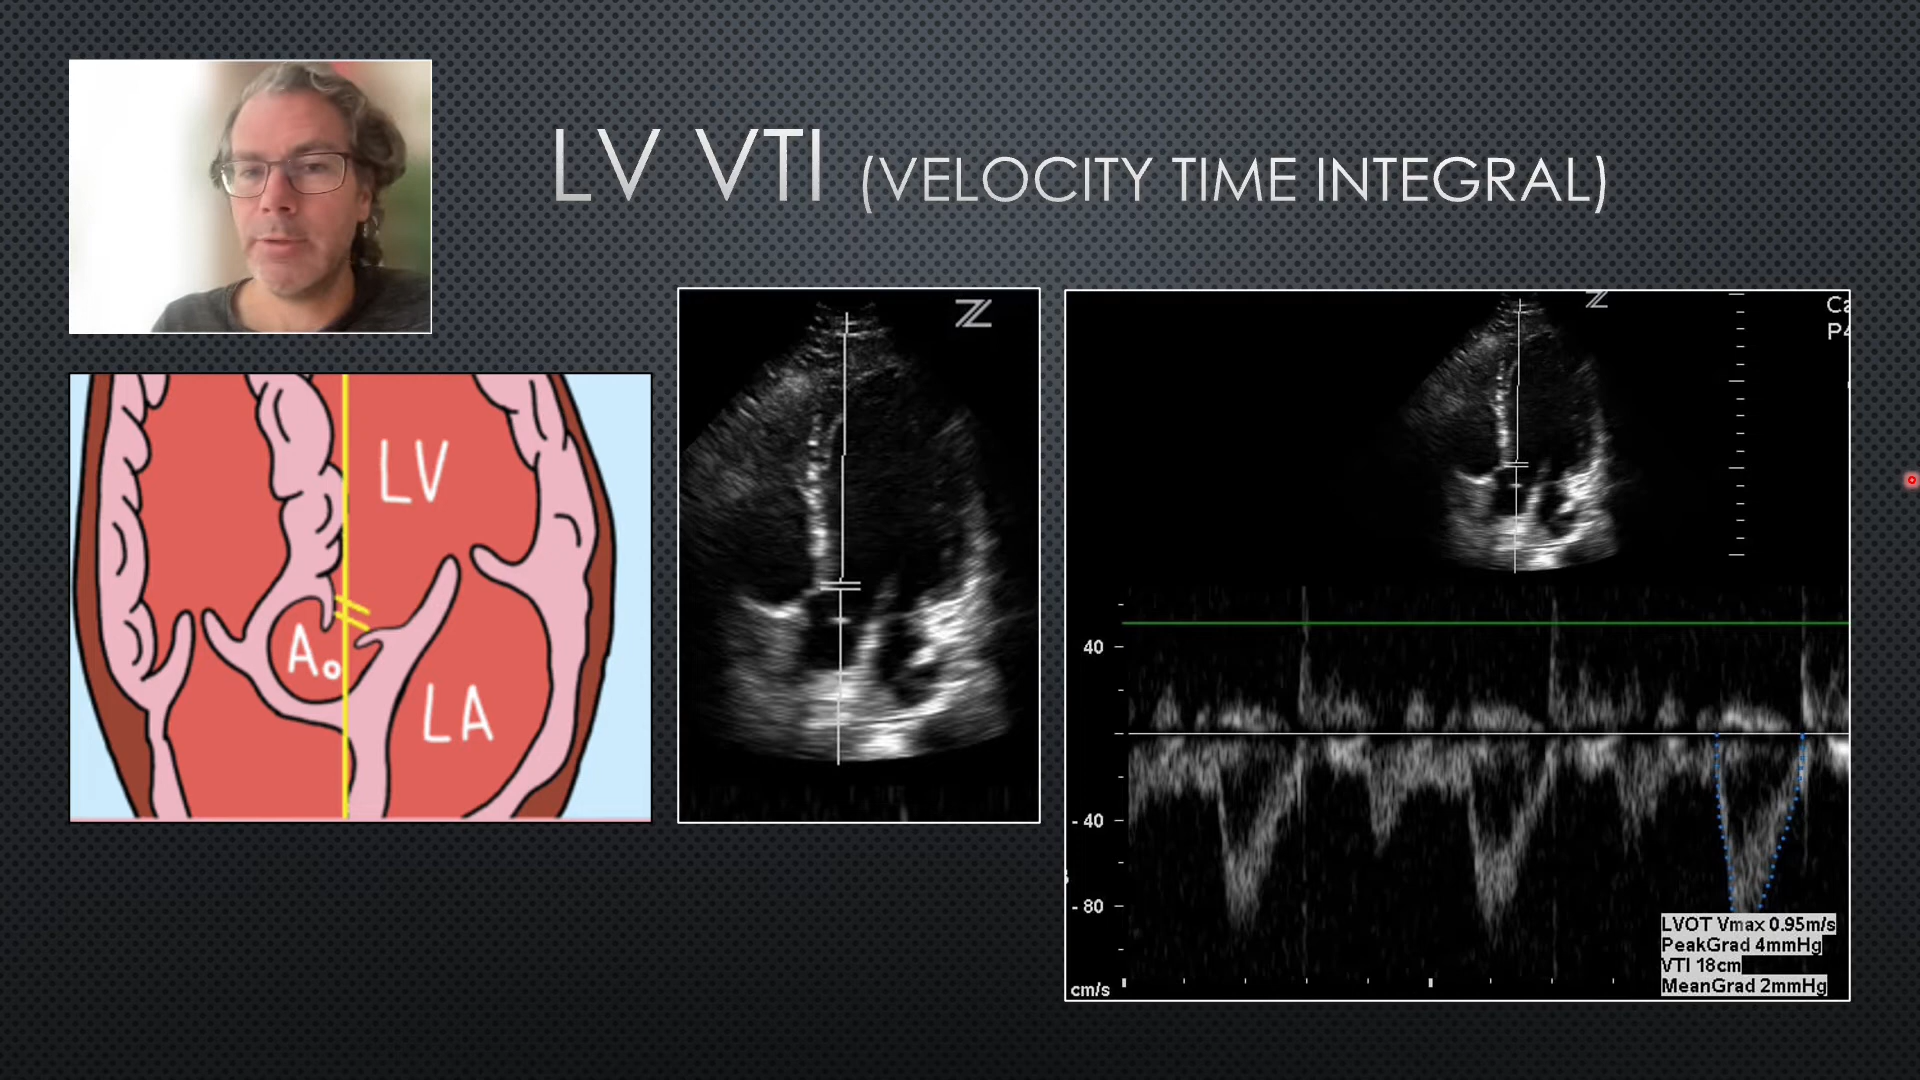 LV VTI (VELOCITY TIME INTEGRAL)
LV
Ao
LA
Z
Z
40
- 40
- 80
cm/s
LVOT Vmax 0.95m/s
PeakGrad 4mmHg
VTI 18cm
MeanGrad 2mmHg